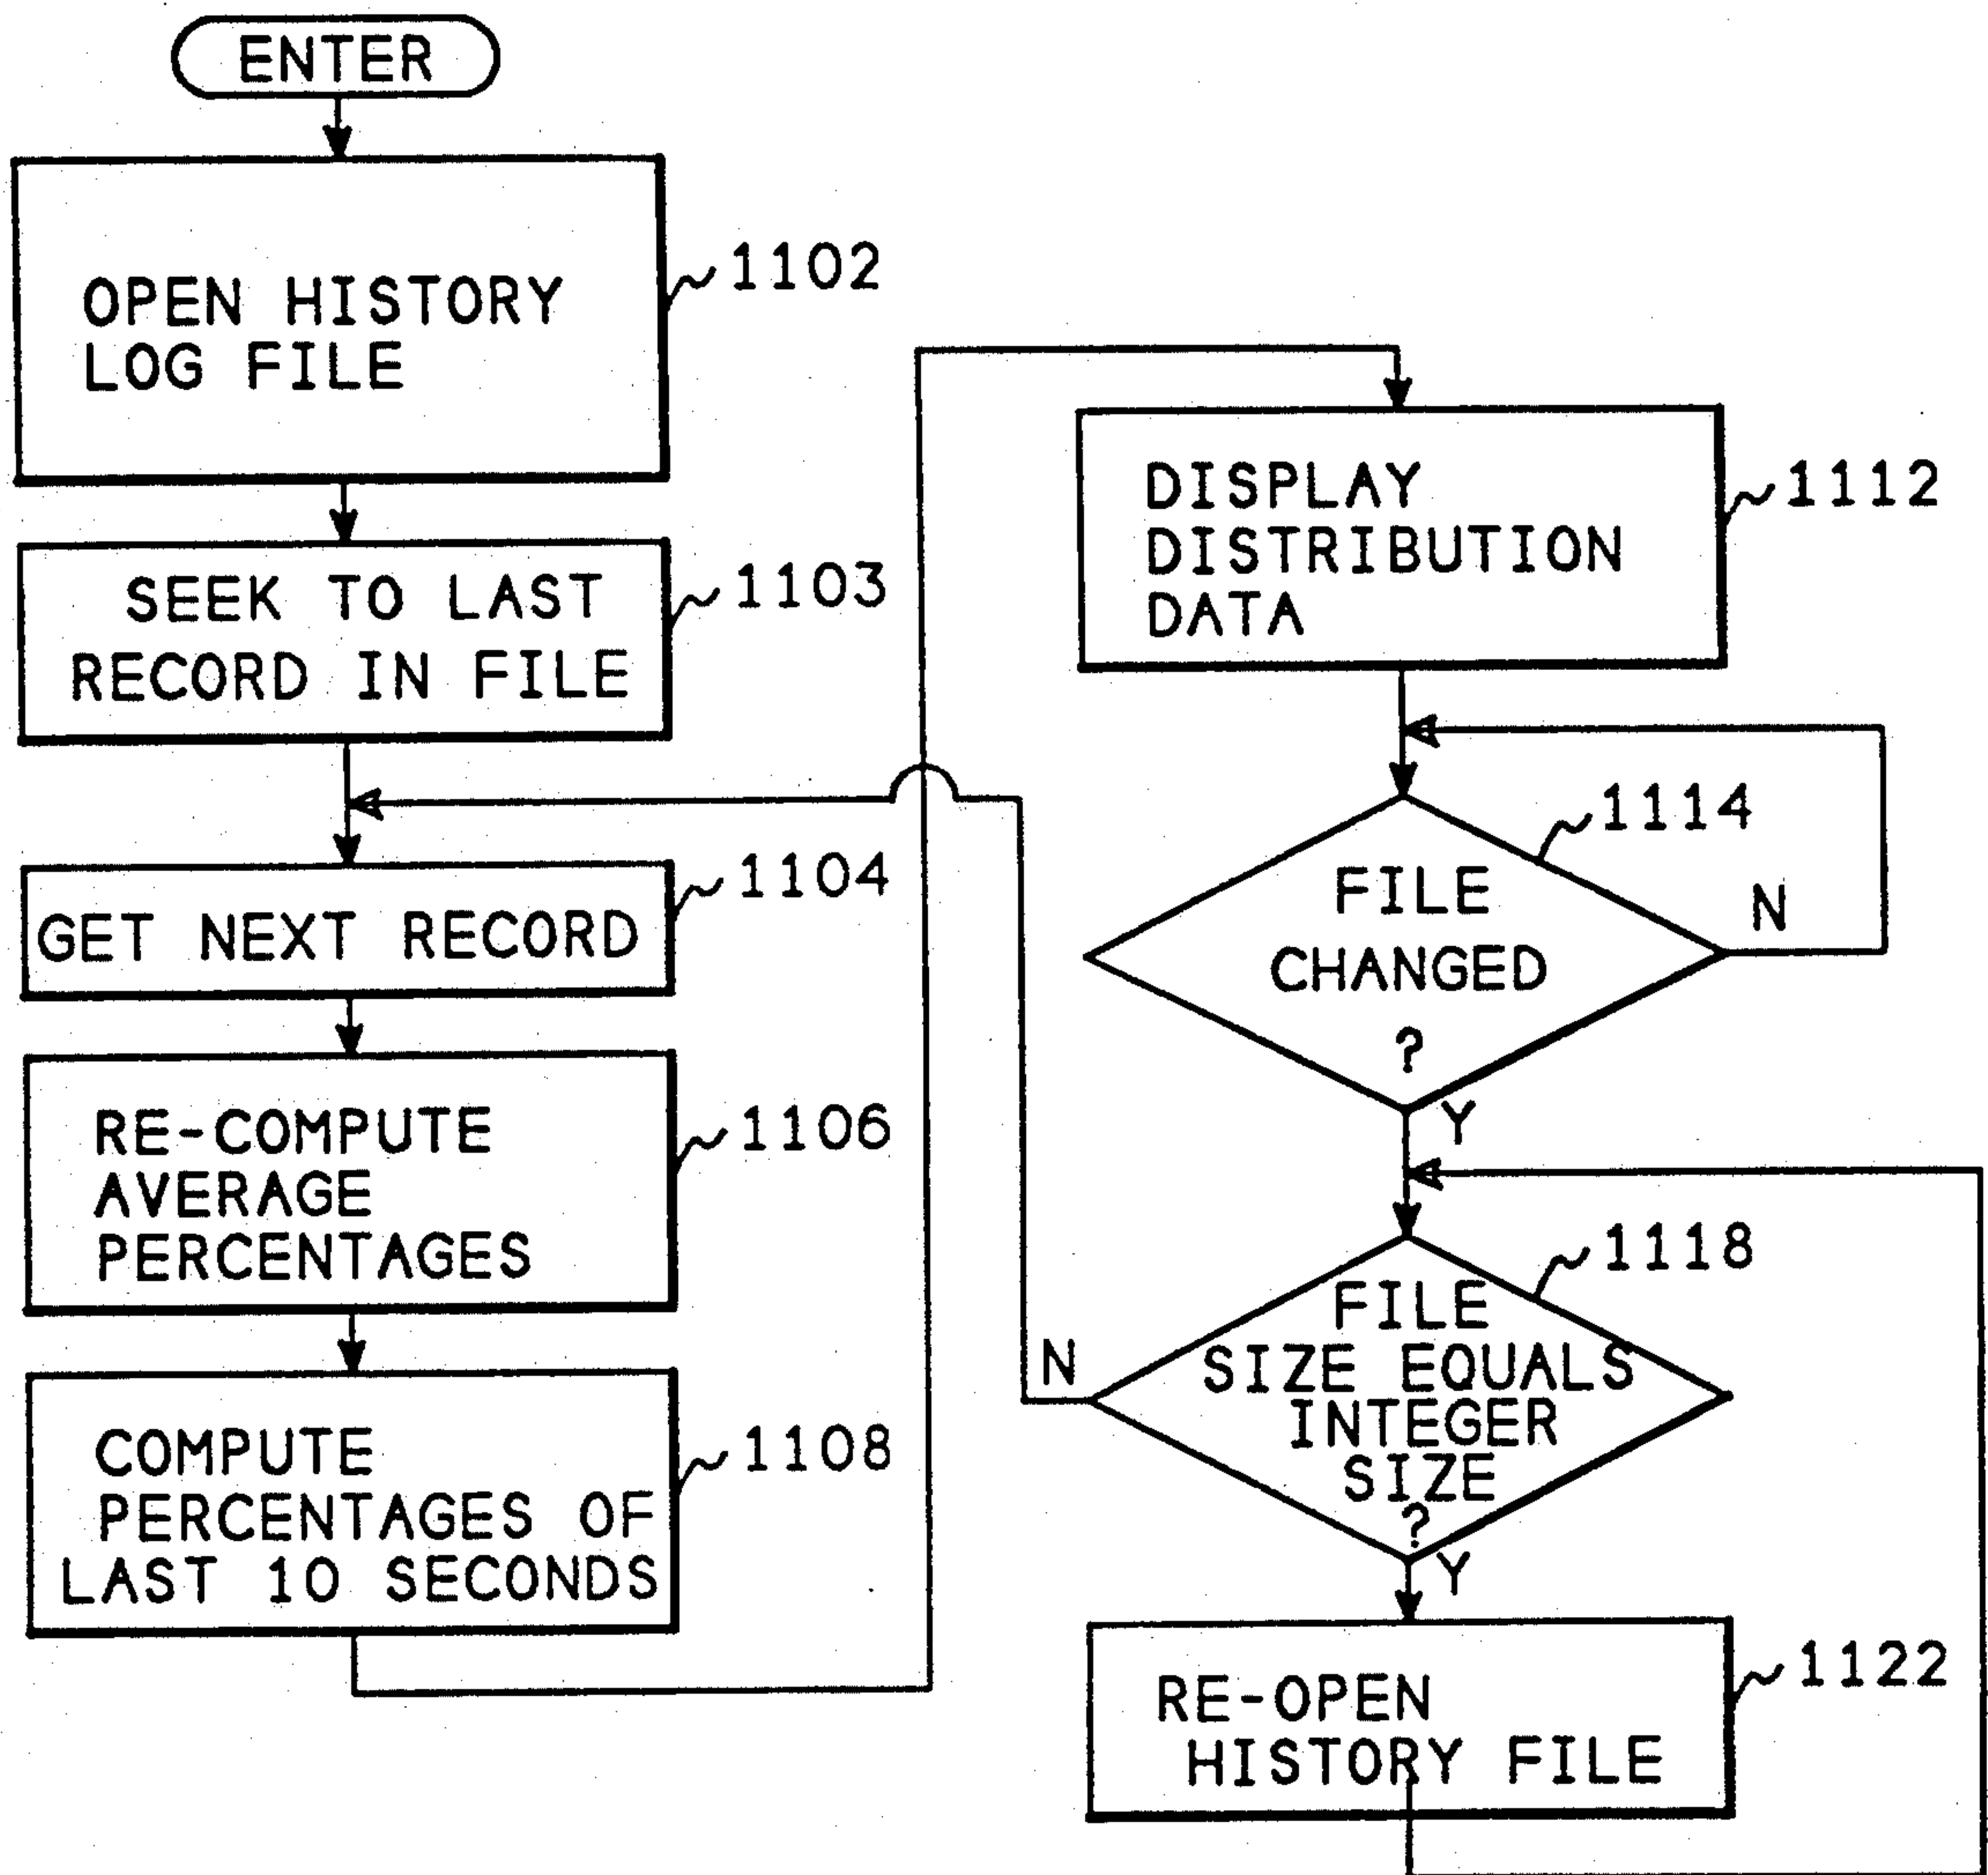 ENTER
OPEN HISTORY
LOG FILE
1102
SEEK TO LAST
RECORD IN FILE
1103
GET NEXT RECORD
1104
RE-COMPUTE
AVERAGE
PERCENTAGES
1106
COMPUTE
PERCENTAGES OF
LAST 10 SECONDS
1108
DISPLAY
DISTRIBUTION
DATA
1112
FILE
CHANGED
?
1114
N
Y
FILE
SIZE EQUALS
INTEGER
SIZE
?
1118
N
Y
RE-OPEN
HISTORY FILE
1122